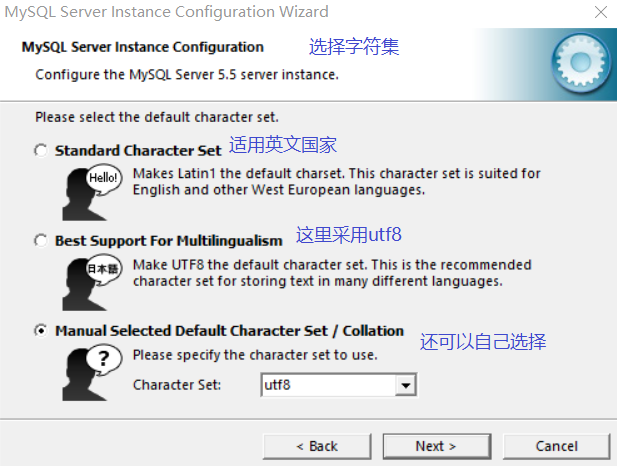 MySQL Server Instance Configuration Wizard
MySQL Server Instance Configuration 选择字符集
Configure the MySQL Server 5.5 server instance.
Please select the default character set.
Standard Character Set 适用英文国家
Hello!
Makes Latin1 the default charset. This character set is suited for
English and other West European languages.
Best Support For Multilingualism 这里采用utf8
日本語
Make UTF8 the default character set. This is the recommended
character set for storing text in many different languages.
Manual Selected Default Character Set / Collation 还可以自己选择
?
Please specify the character set to use.
Character Set: utf8
< Back Next > Cancel